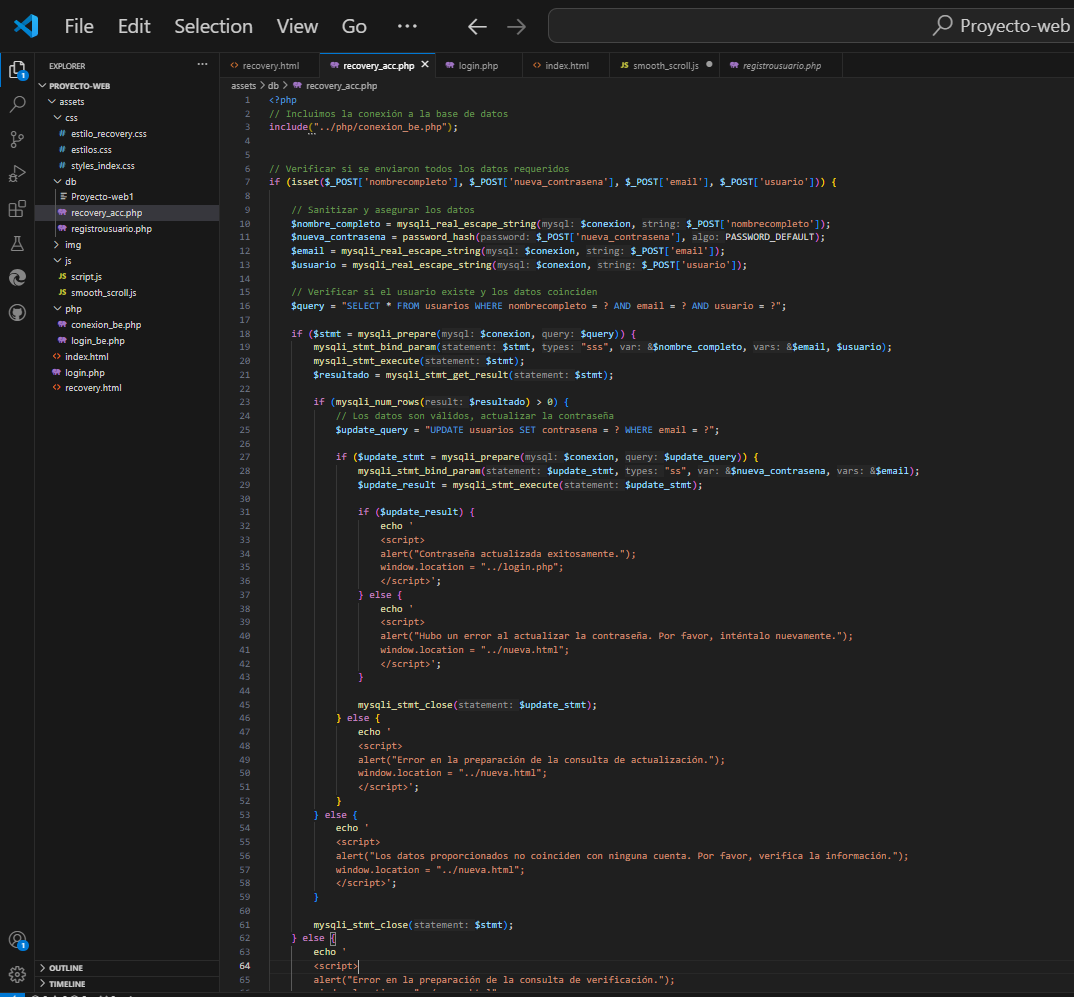 File Edit Selection View Go ... Proyecto-web
EXPLORER ...
PROYECTO-WEB
assets
css
# estilo_recovery.css
# estilos.css
# styles_index.css
db
Proyecto-web1
recovery_acc.php
registrousuario.php
img
js
JS script.js
JS smooth_scroll.js
php
conexion_be.php
login_be.php
<> index.html
login.php
<> recovery.html
OUTLINE
TIMELINE
1
1
<> recovery.html recovery_acc.php × login.php <> index.html JS smooth_scroll.js registrousuario.php
assets > db > recovery_acc.php
1 <?php
2 // Incluimos la conexión a la base de datos
3 include("../php/conexion_be.php");
4
5
6 // Verificar si se enviaron todos los datos requeridos
7 if (isset($_POST['nombrecompleto'], $_POST['nueva_contrasena'], $_POST['email'], $_POST['usuario'])) {
8
9 // Sanitizar y asegurar los datos
10 $nombre_completo = mysqli_real_escape_string(mysql: $conexion, string: $_POST['nombrecompleto']);
11 $nueva_contrasena = password_hash(password: $_POST['nueva_contrasena'], algo: PASSWORD_DEFAULT);
12 $email = mysqli_real_escape_string(mysql: $conexion, string: $_POST['email']);
13 $usuario = mysqli_real_escape_string(mysql: $conexion, string: $_POST['usuario']);
14
15 // Verificar si el usuario existe y los datos coinciden
16 $query = "SELECT * FROM usuarios WHERE nombrecompleto = ? AND email = ? AND usuario = ?";
17
18 if ($stmt = mysqli_prepare(mysql: $conexion, query: $query)) {
19 mysqli_stmt_bind_param(statement: $stmt, types: "sss", var: &$nombre_completo, vars: &$email, $usuario);
20 mysqli_stmt_execute(statement: $stmt);
21 $resultado = mysqli_stmt_get_result(statement: $stmt);
22
23 if (mysqli_num_rows(result: $resultado) > 0) {
24 // Los datos son válidos, actualizar la contraseña
25 $update_query = "UPDATE usuarios SET contrasena = ? WHERE email = ?";
26
27 if ($update_stmt = mysqli_prepare(mysql: $conexion, query: $update_query)) {
28 mysqli_stmt_bind_param(statement: $update_stmt, types: "ss", var: &$nueva_contrasena, vars: &$email);
29 $update_result = mysqli_stmt_execute(statement: $update_stmt);
30
31 if ($update_result) {
32 echo '
33 <script>
34 alert("Contraseña actualizada exitosamente.");
35 window.location = "../login.php";
36 </script>';
37 } else {
38 echo '
39 <script>
40 alert("Hubo un error al actualizar la contraseña. Por favor, inténtalo nuevamente.");
41 window.location = "../nueva.html";
42 </script>';
43 }
44
45 mysqli_stmt_close(statement: $update_stmt);
46 } else {
47 echo '
48 <script>
49 alert("Error en la preparación de la consulta de actualización.");
50 window.location = "../nueva.html";
51 </script>';
52 }
53 } else {
54 echo '
55 <script>
56 alert("Los datos proporcionados no coinciden con ninguna cuenta. Por favor, verifica la información.");
57 window.location = "../nueva.html";
58 </script>';
59 }
60
61 mysqli_stmt_close(statement: $stmt);
62 } else {
63 echo '
64 <script>
65 alert("Error en la preparación de la consulta de verificación.");